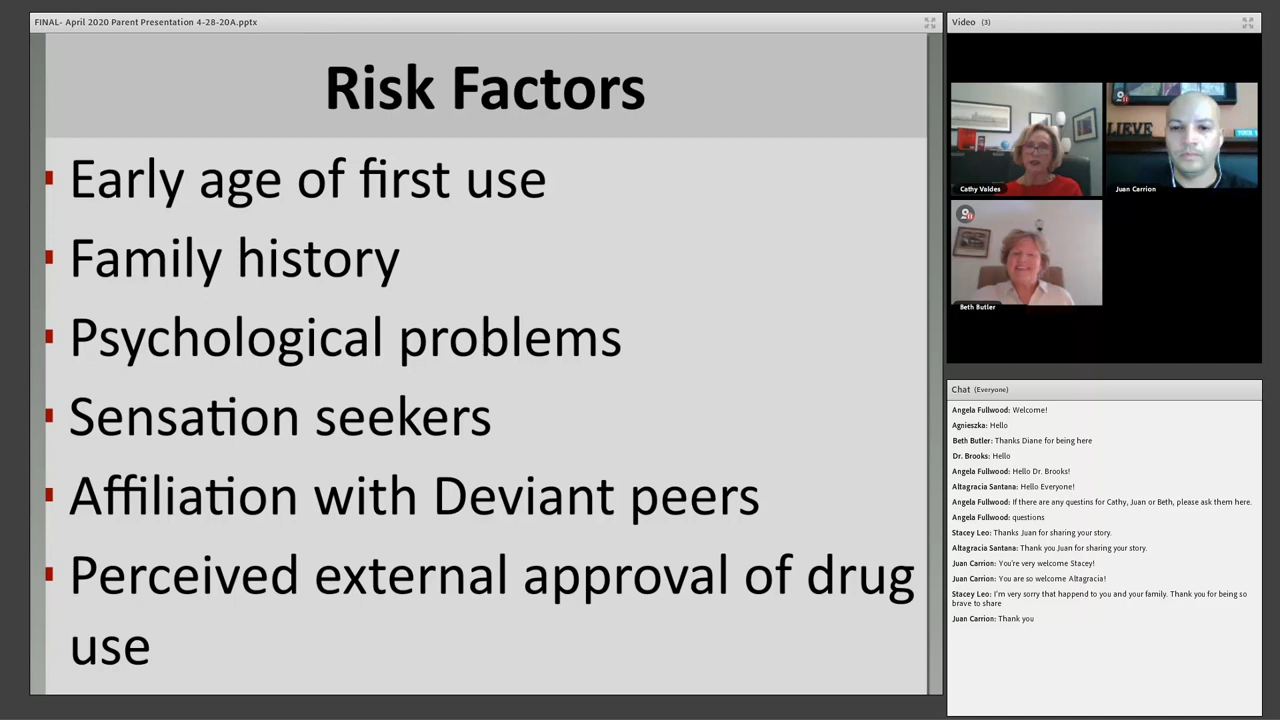 FINAL- April 2020 Parent Presentation 4-28-20A.pptx
Risk Factors
Early age of first use
Family history
Psychological problems
Sensation seekers
Affiliation with Deviant peers
Perceived external approval of drug
use
Video (3)
LIEVE
Cathy Valdes
Juan Carrion
Beth Butler
Chat (Everyone)
Angela Fullwood: Welcome!
Agnieszka: Hello
Beth Butler: Thanks Diane for being here
Dr. Brooks: Hello
Angela Fullwood: Hello Dr. Brooks!
Altagracia Santana: Hello Everyone!
Angela Fullwood: If there are any questins for Cathy, Juan or Beth, please ask them here.
Angela Fullwood: questions
Stacey Leo: Thanks Juan for sharing your story.
Altagracia Santana: Thank you Juan for sharing your story.
Juan Carrion: You're very welcome Stacey!
Juan Carrion: You are so welcome Altagracia!
Stacey Leo: I'm very sorry that happend to you and your family. Thank you for being so
brave to share
Juan Carrion: Thank you